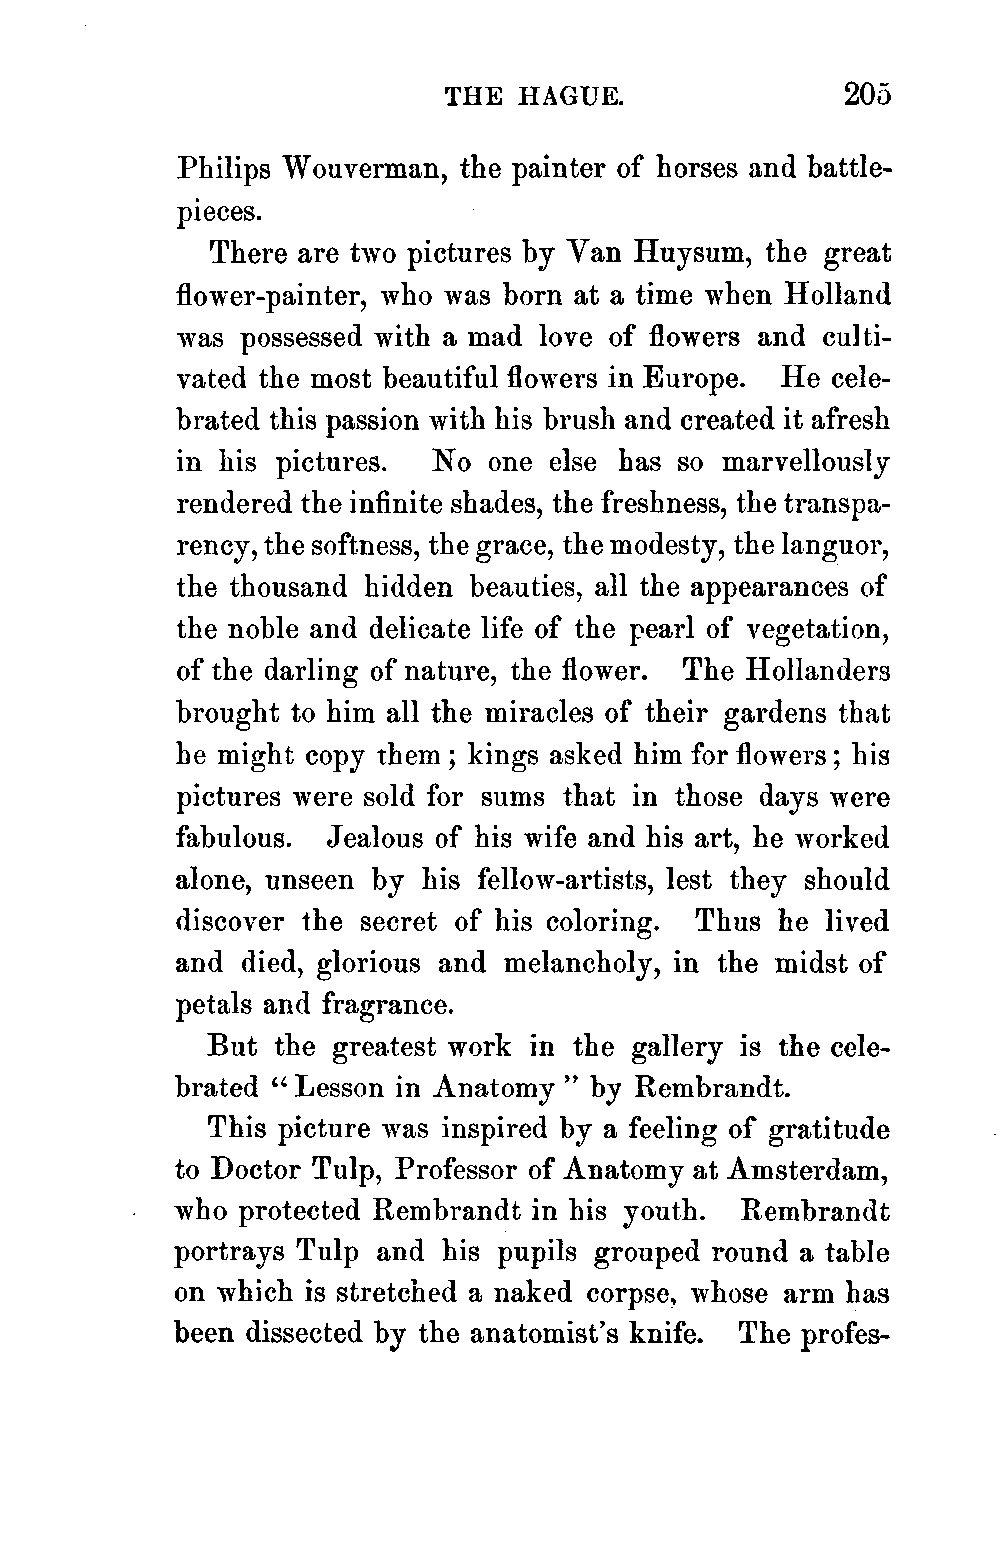 THE HAGUE. 205
Philips Wouverman, the painter of horses and battle-
pieces.
There are two pictures by Van Huysum, the great
flower-painter, who was born at a time when Holland
was possessed with a mad love of flowers and culti-
vated the most beautiful flowers in Europe. He cele-
brated this passion with his brush and created it afresh
in his pictures. No one else has so marvellously
rendered the infinite shades, the freshness, the transpa-
rency, the softness, the grace, the modesty, the languor,
the thousand hidden beauties, all the appearances of
the noble and delicate life of the pearl of vegetation,
of the darling of nature, the flower. The Hollanders
brought to him all the miracles of their gardens that
he might copy them; kings asked him for flowers; his
pictures were sold for sums that in those days were
fabulous. Jealous of his wife and his art, he worked
alone, unseen by his fellow-artists, lest they should
discover the secret of his coloring. Thus he lived
and died, glorious and melancholy, in the midst of
petals and fragrance.
But the greatest work in the gallery is the cele-
brated "Lesson in Anatomy" by Rembrandt.
This picture was inspired by a feeling of gratitude
to Doctor Tulp, Professor of Anatomy at Amsterdam,
who protected Rembrandt in his youth. Rembrandt
portrays Tulp and his pupils grouped round a table
on which is stretched a naked corpse, whose arm has
been dissected by the anatomist's knife. The profes-